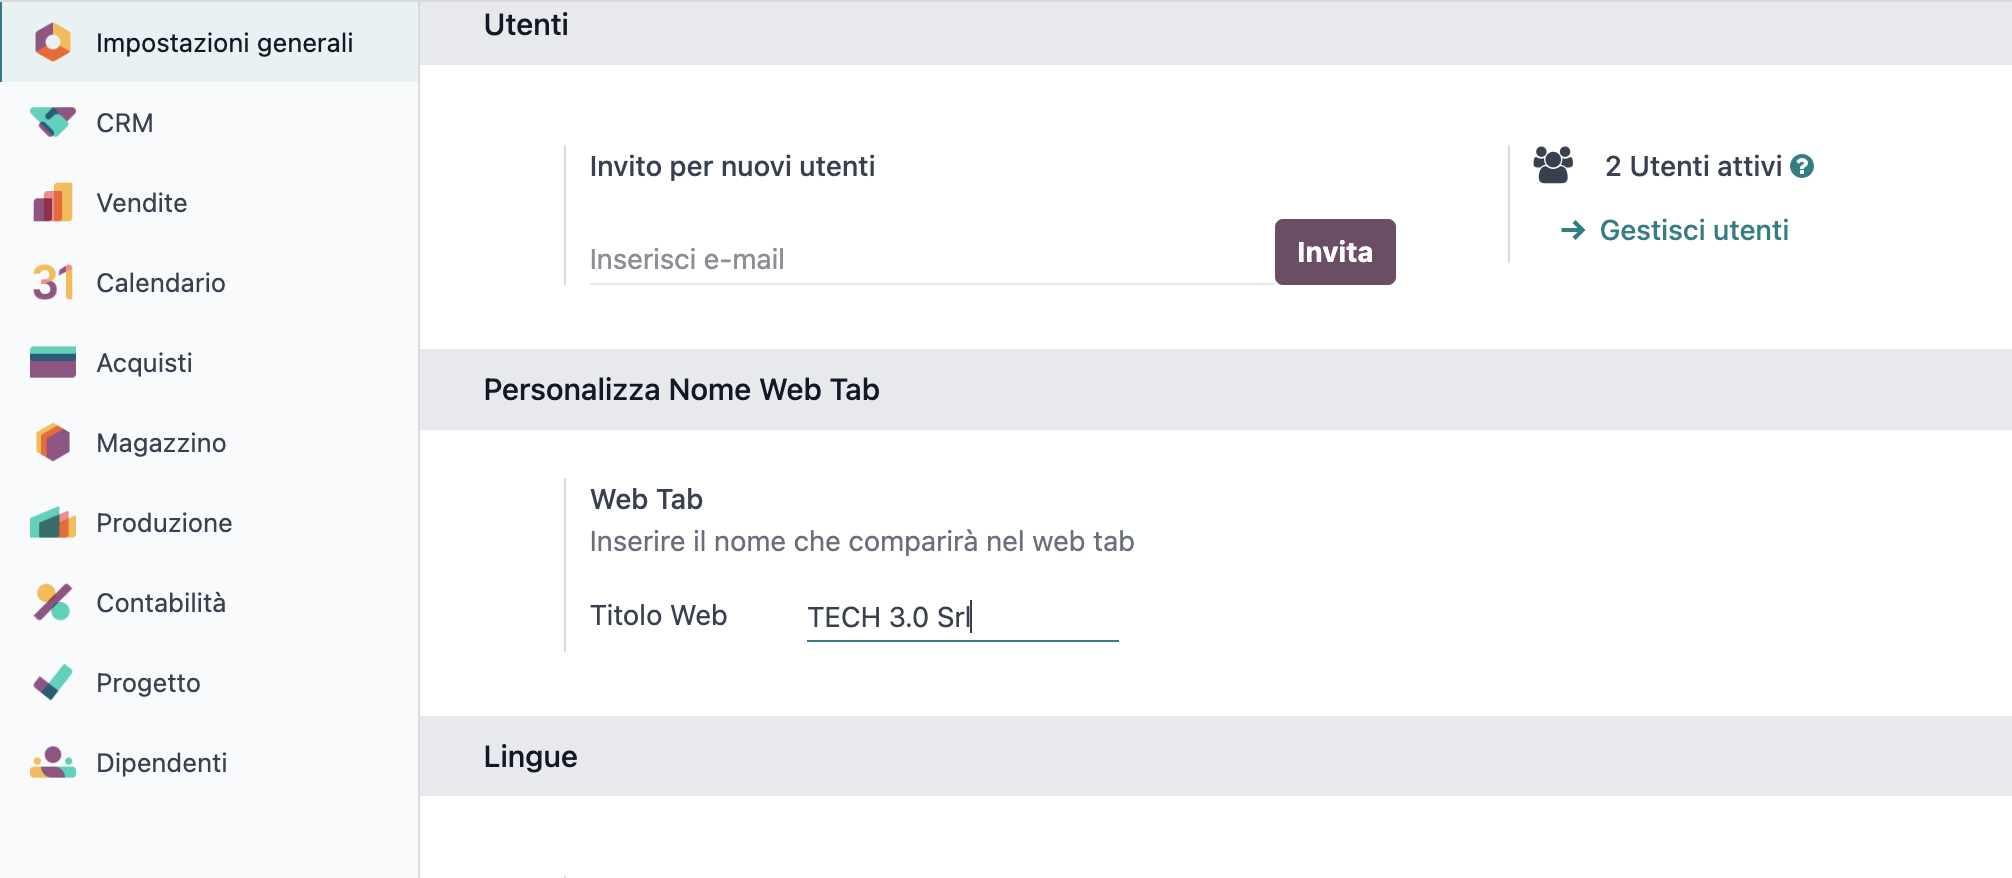 Impostazioni generali
CRM
Vendite
31 Calendario
Acquisti
Magazzino
Produzione
Contabilità
Progetto
Dipendenti
Utenti
Invito per nuovi utenti
Inserisci e-mail
Invita
2 Utenti attivi ?
→ Gestisci utenti
Personalizza Nome Web Tab
Web Tab
Inserire il nome che comparirà nel web tab
Titolo Web TECH 3.0 Srl
Lingue